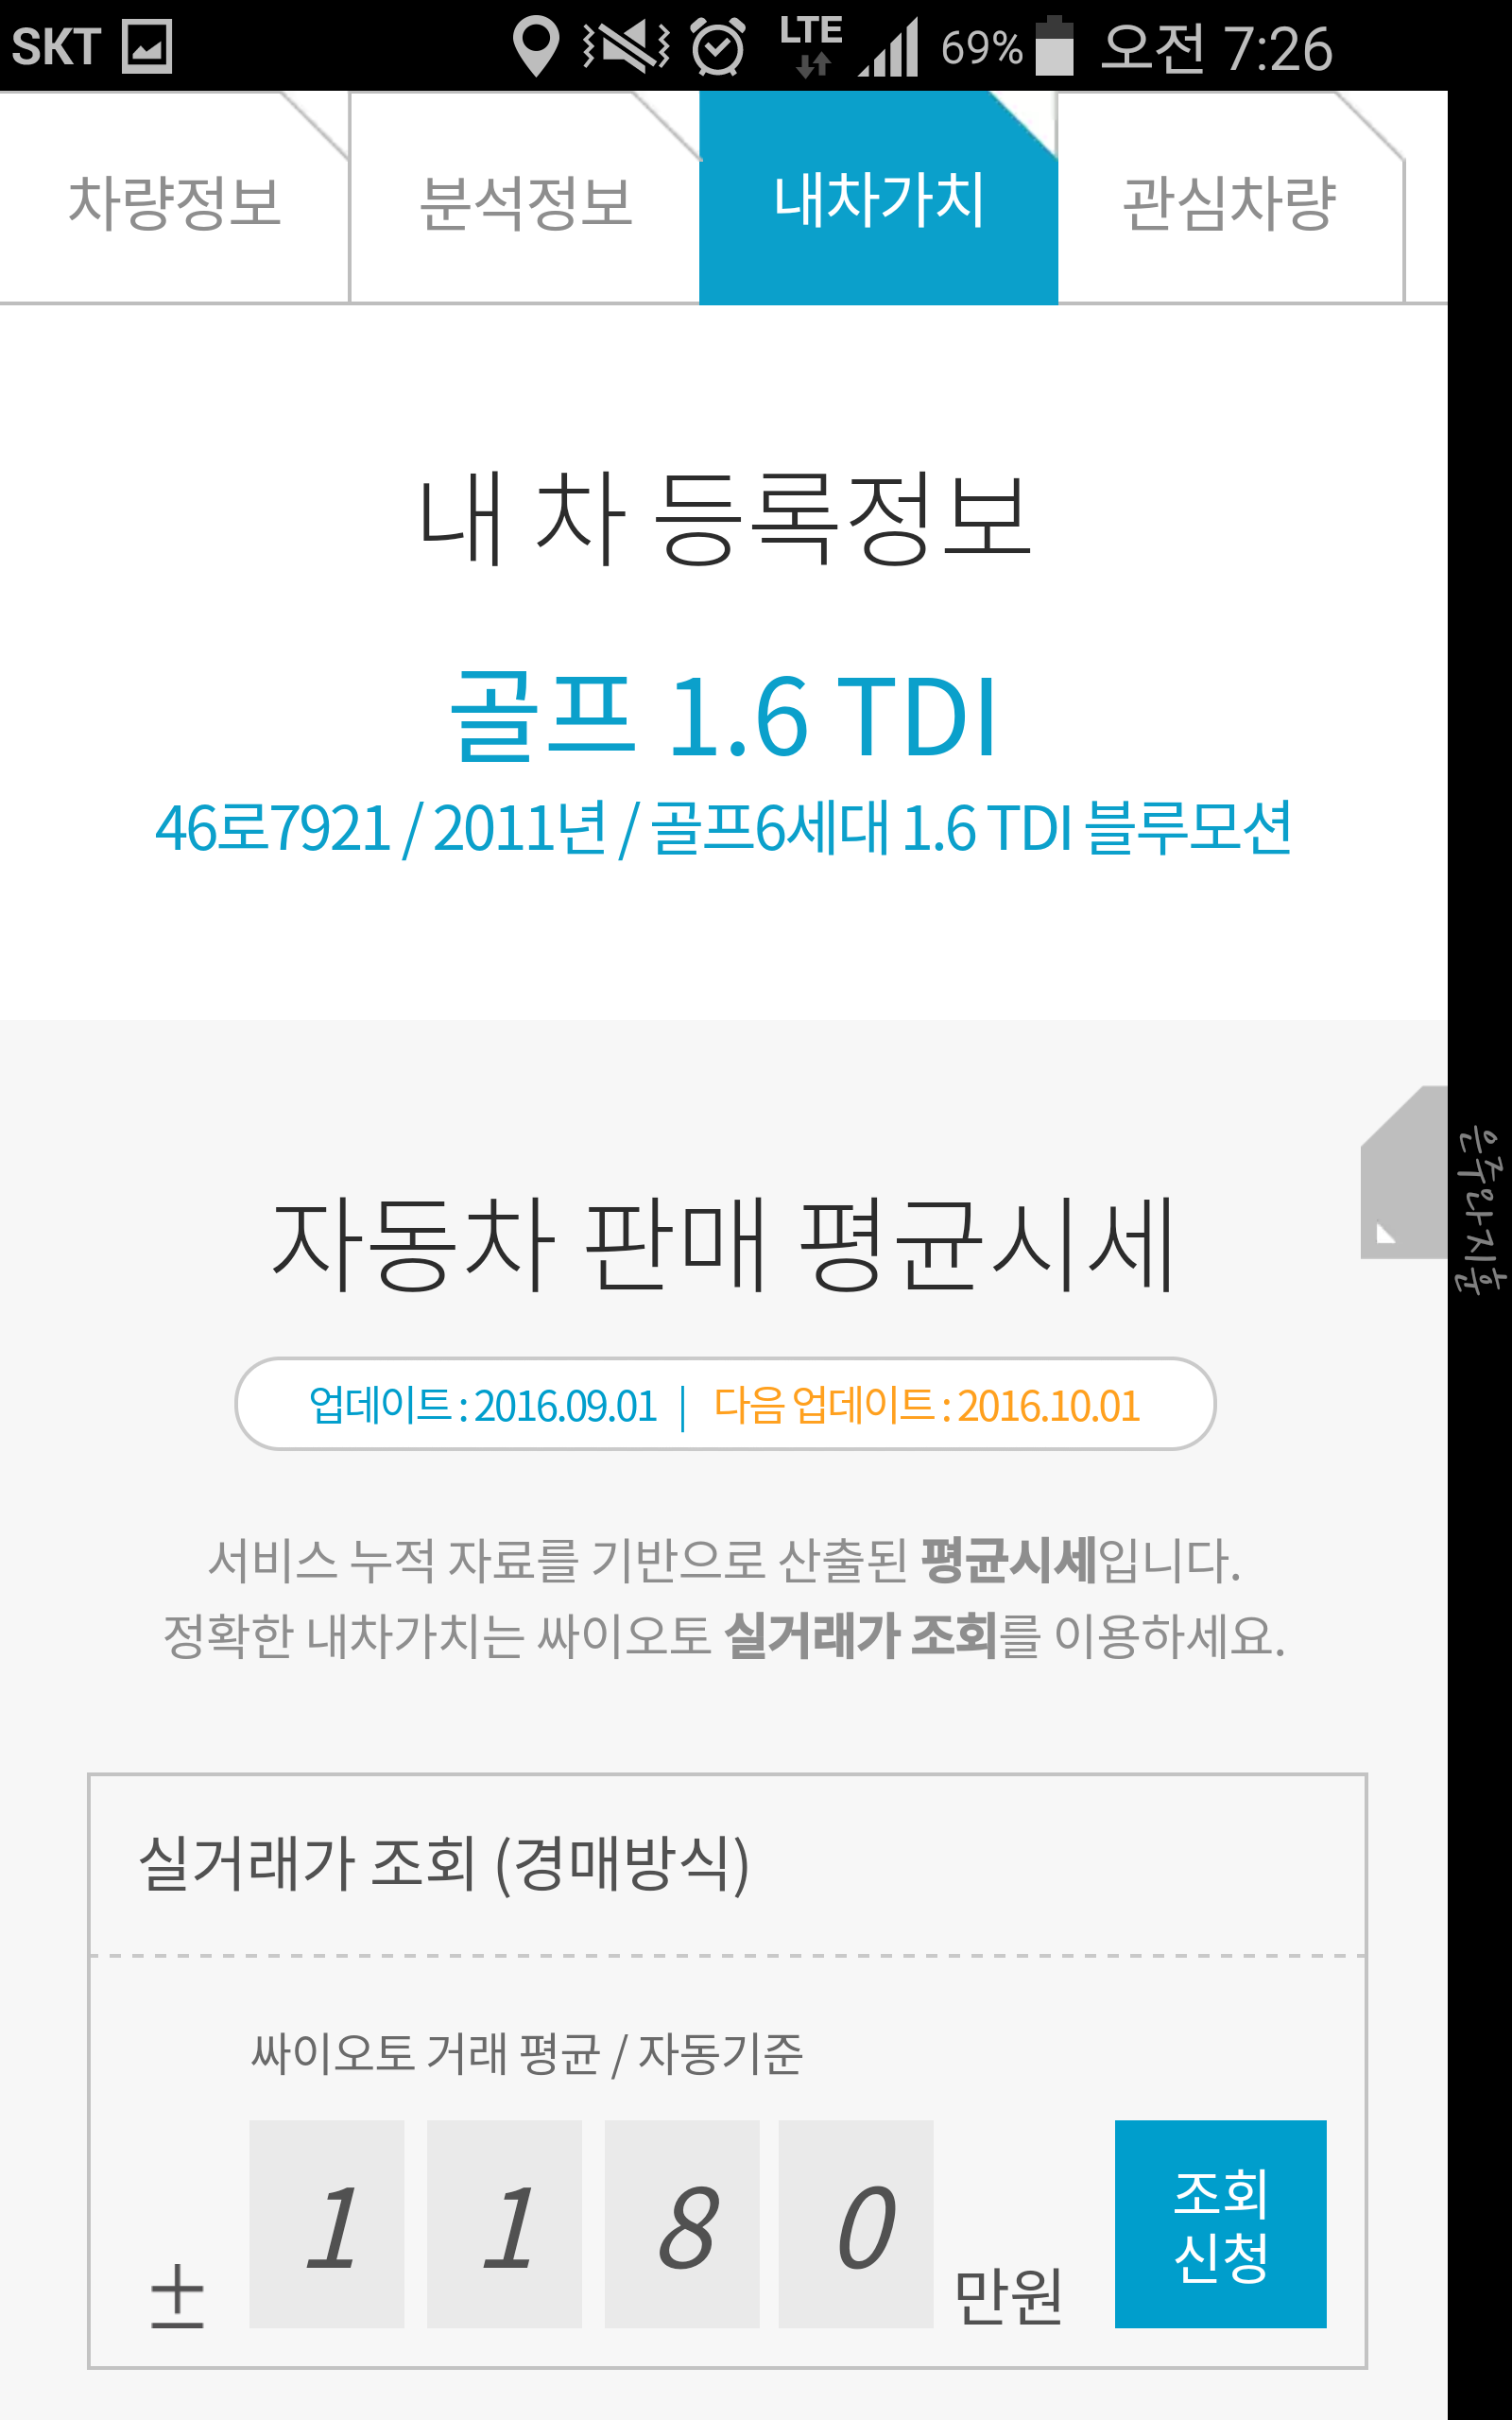 SKT LTE 69% 오전 7:26
차량정보 분석정보 내차가치 관심차량
내 차 등록정보
골프 1.6 TDI
46로7921 / 2011년 / 골프6세대 1.6 TDI 블루모션
자동차 판매 평균시세
업데이트 : 2016.09.01 | 다음 업데이트 : 2016.10.01
서비스 누적 자료를 기반으로 산출된 평균시세입니다.
정확한 내차가치는 싸이오토 실거래가 조회를 이용하세요.
실거래가 조회 (경매방식)
싸이오토 거래 평균 / 자동기준
± 1 1 8 0 만원
조회
신청